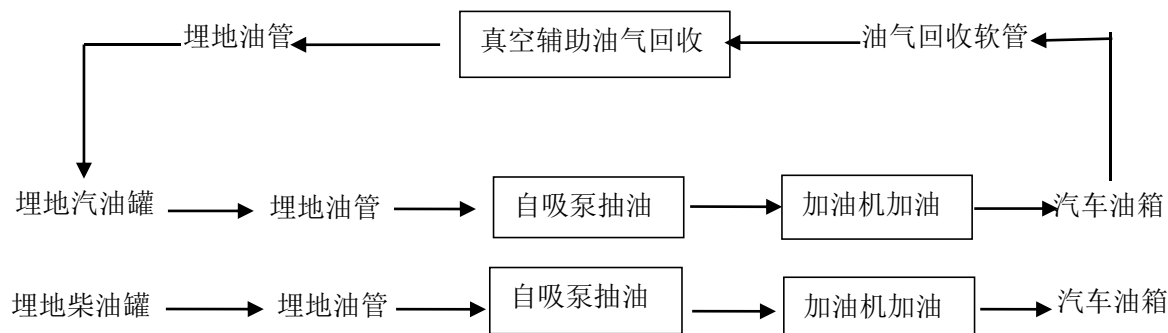 埋地油管 真空辅助油气回收 油气回收软管
埋地汽油罐 埋地油管 自吸泵抽油 加油机加油 汽车油箱
埋地柴油罐 埋地油管 自吸泵抽油 加油机加油 汽车油箱